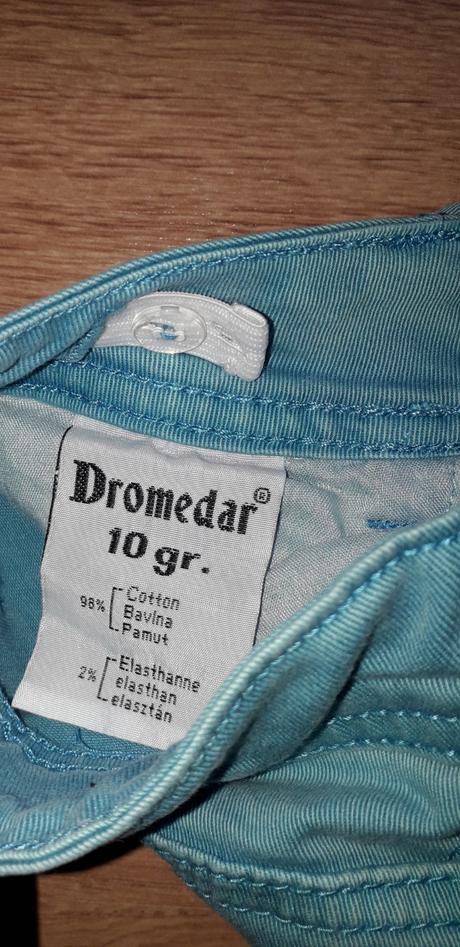 Dromedar®
10 gr.
98% Cotton
Bavlna
Pamut
2% Elasthanne
elasthan
elasztán